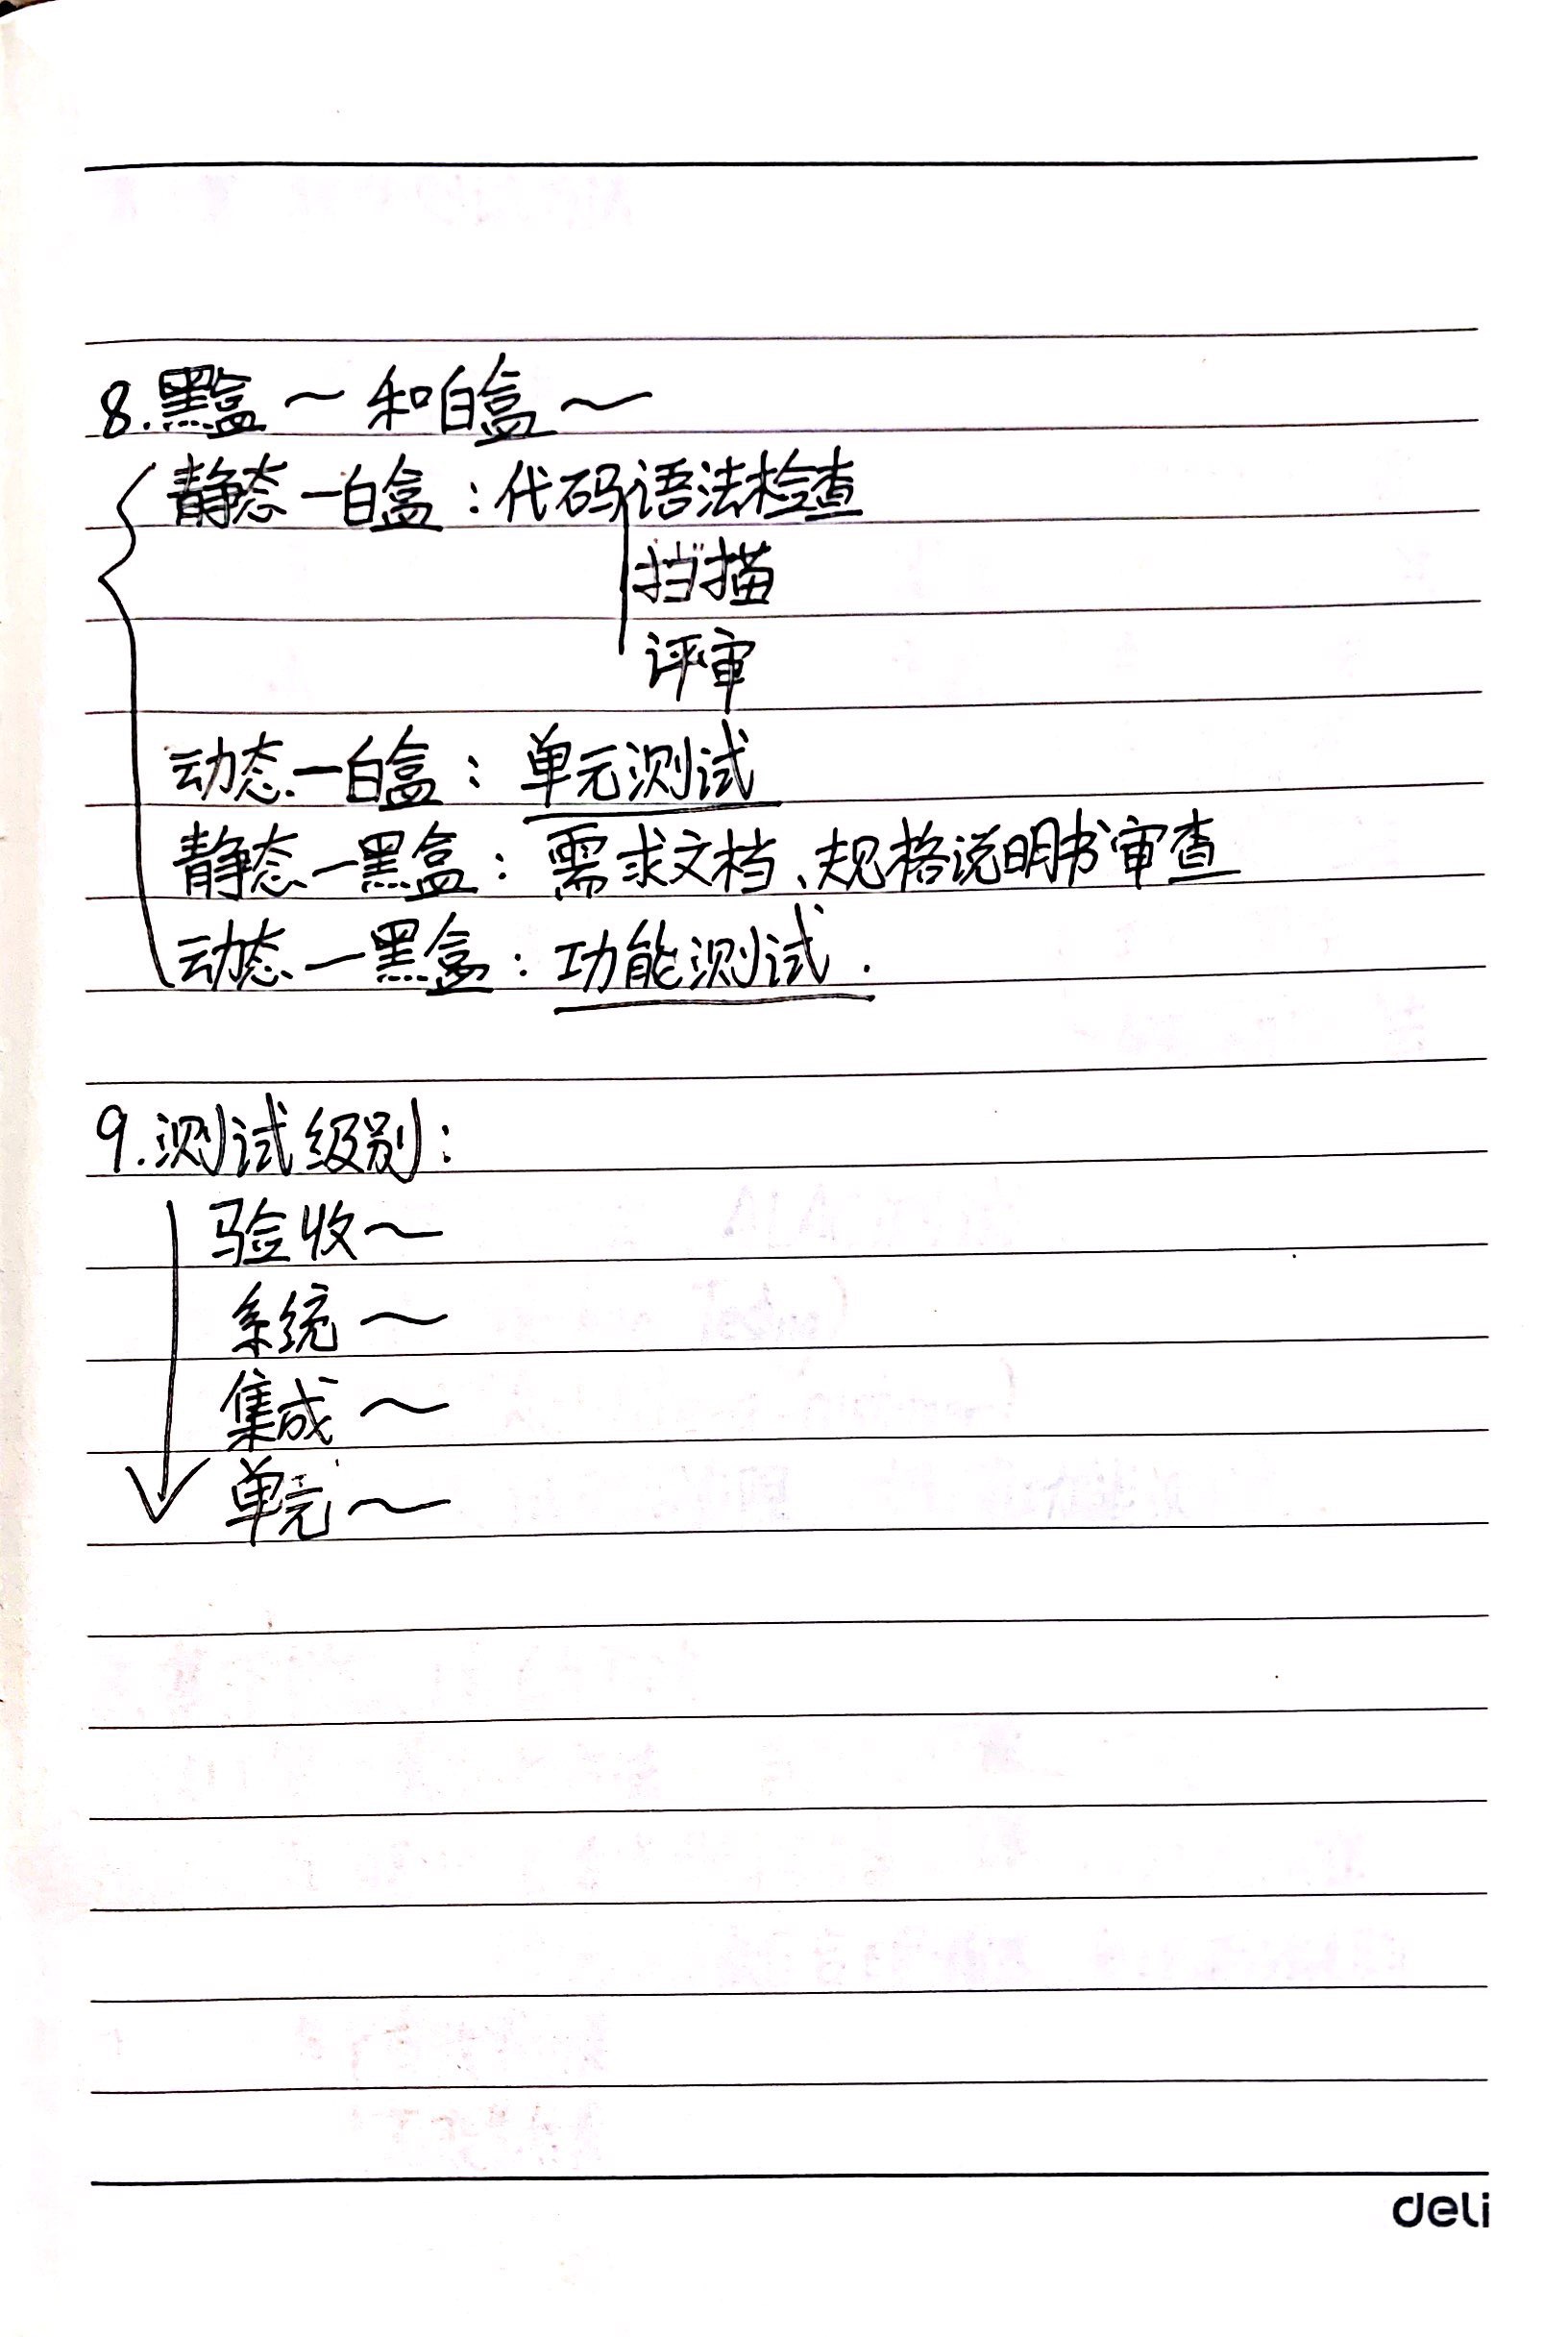 8.黑盒～和白盒～
静态—白盒：代码语法检查
挡描
评审
动态—白盒：单元测试
静态—黑盒：需求文档、规格说明书审查
动态—黑盒：功能测试.
9.测试级别：
验收～
系统～
集成～
单元～
deli